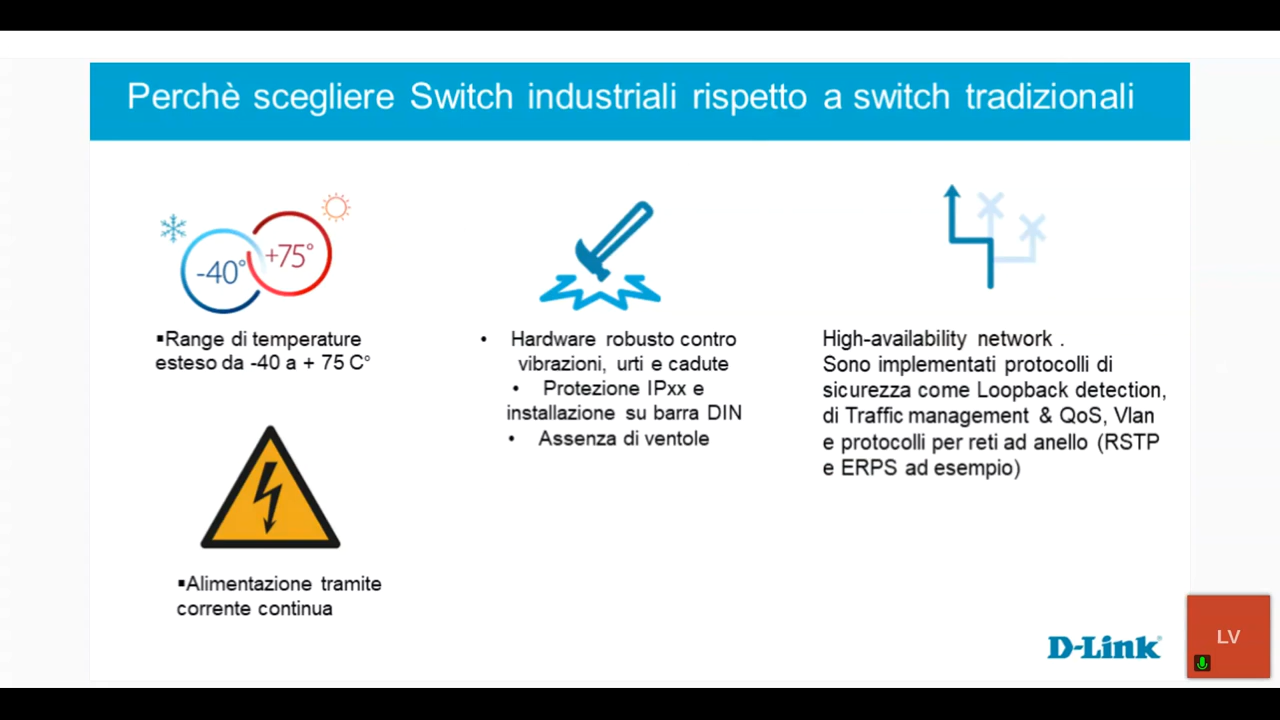 Perchè scegliere Switch industriali rispetto a switch tradizionali
-40°
+75°
▪Range di temperature
esteso da -40 a + 75 C°
▪Alimentazione tramite
corrente continua
• Hardware robusto contro
vibrazioni, urti e cadute
• Protezione IPxx e
installazione su barra DIN
• Assenza di ventole
High-availability network .
Sono implementati protocolli di
sicurezza come Loopback detection,
di Traffic management & QoS, Vlan
e protocolli per reti ad anello (RSTP
e ERPS ad esempio)
D-Link®
LV